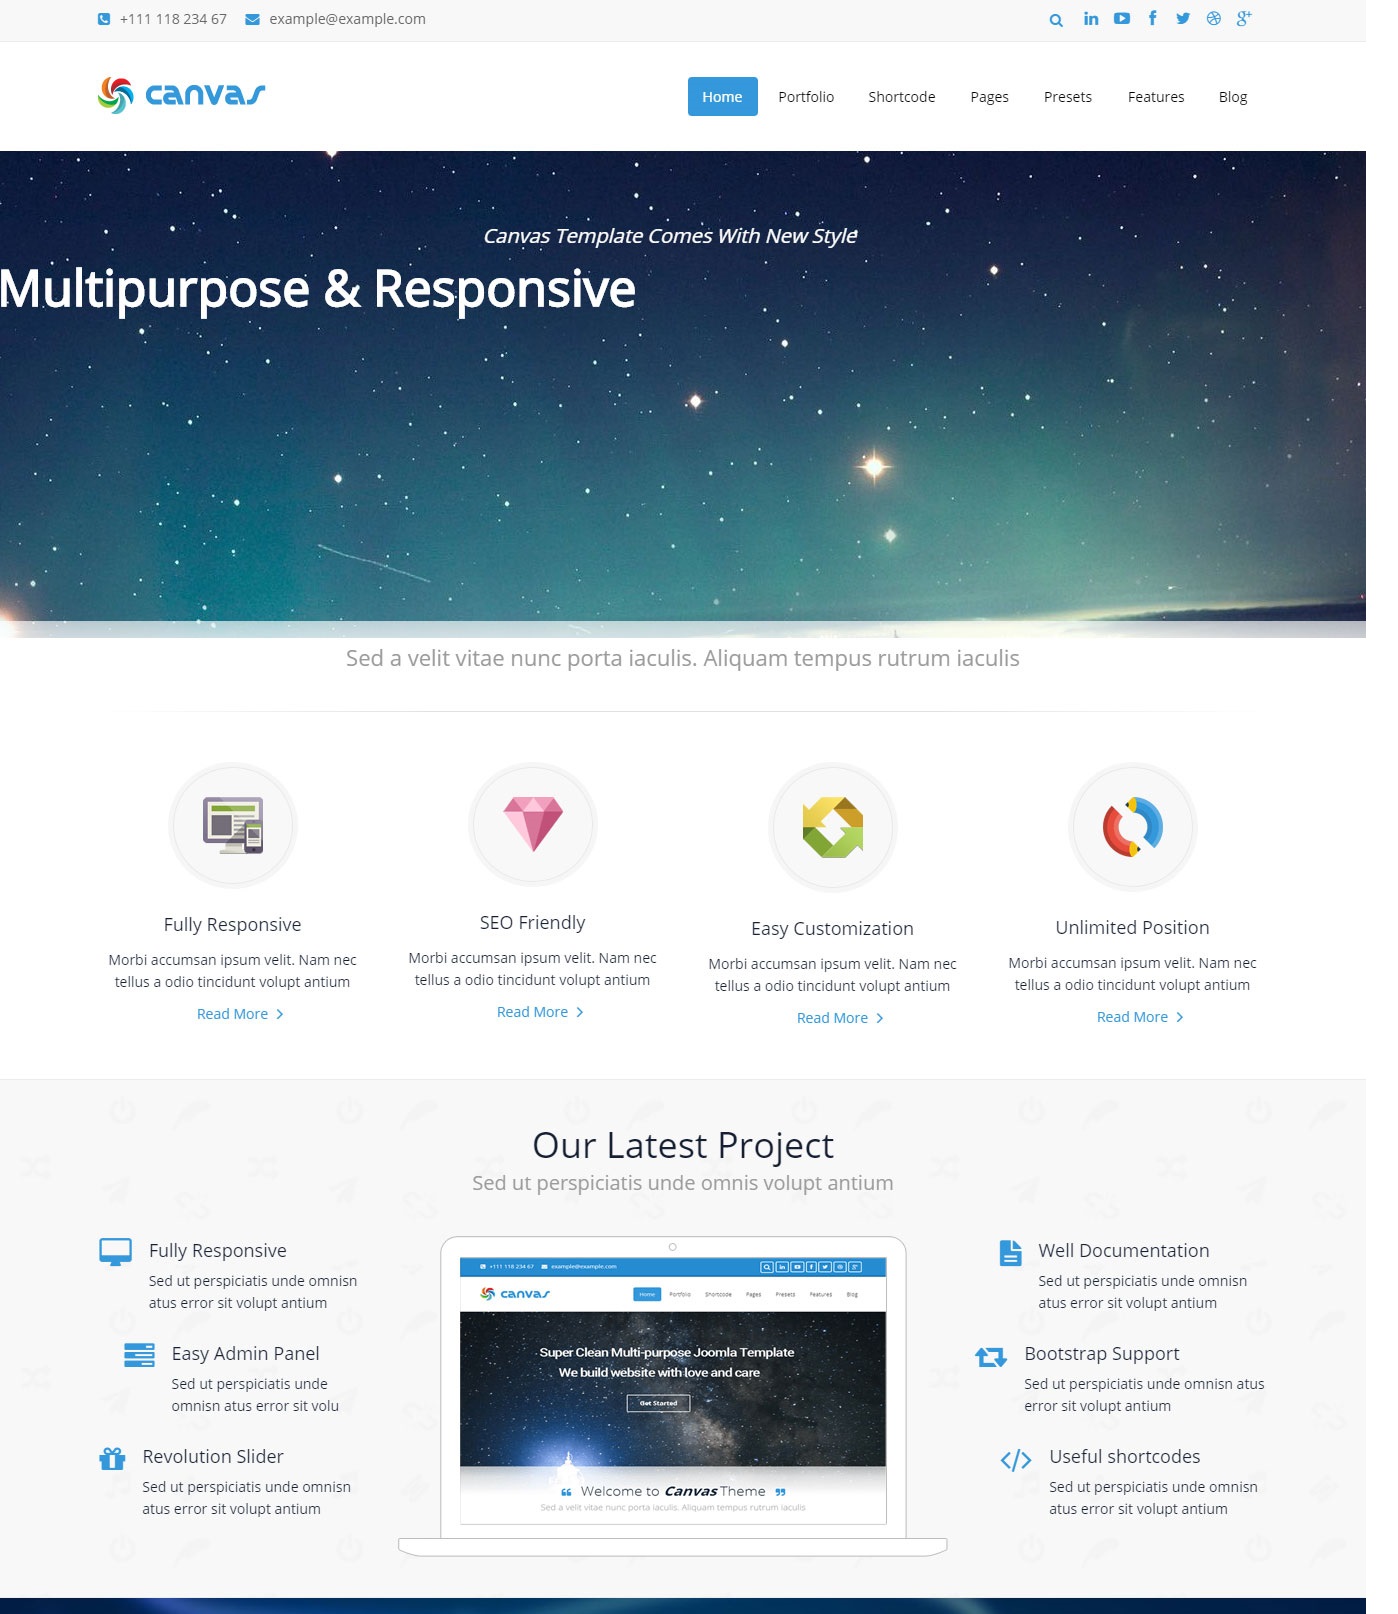 +111 118 234 67 example@example.com
canvas
Home Portfolio Shortcode Pages Presets Features Blog
Canvas Template Comes With New Style
Multipurpose & Responsive
Sed a velit vitae nunc porta iaculis. Aliquam tempus rutrum iaculis
Fully Responsive
Morbi accumsan ipsum velit. Nam nec
tellus a odio tincidunt volupt antium
Read More
SEO Friendly
Morbi accumsan ipsum velit. Nam nec
tellus a odio tincidunt volupt antium
Read More
Easy Customization
Morbi accumsan ipsum velit. Nam nec
tellus a odio tincidunt volupt antium
Read More
Unlimited Position
Morbi accumsan ipsum velit. Nam nec
tellus a odio tincidunt volupt antium
Read More
Our Latest Project
Sed ut perspiciatis unde omnis volupt antium
Fully Responsive
Sed ut perspiciatis unde omnisn
atus error sit volupt antium
Easy Admin Panel
Sed ut perspiciatis unde
omnisn atus error sit volu
Revolution Slider
Sed ut perspiciatis unde omnisn
atus error sit volupt antium
+111 118 234 67 example@example.com
canvas
Home Portfolio Shortcode Pages Presets Features Blog
Super Clean Multi-purpose Joomla Template
We build website with love and care
Get Started
❝ Welcome to Canvas Theme ❞
Sed a velit vitae nunc porta iaculis. Aliquam tempus rutrum iaculis
Well Documentation
Sed ut perspiciatis unde omnisn
atus error sit volupt antium
Bootstrap Support
Sed ut perspiciatis unde omnisn atus
error sit volupt antium
Useful shortcodes
Sed ut perspiciatis unde omnisn
atus error sit volupt antium